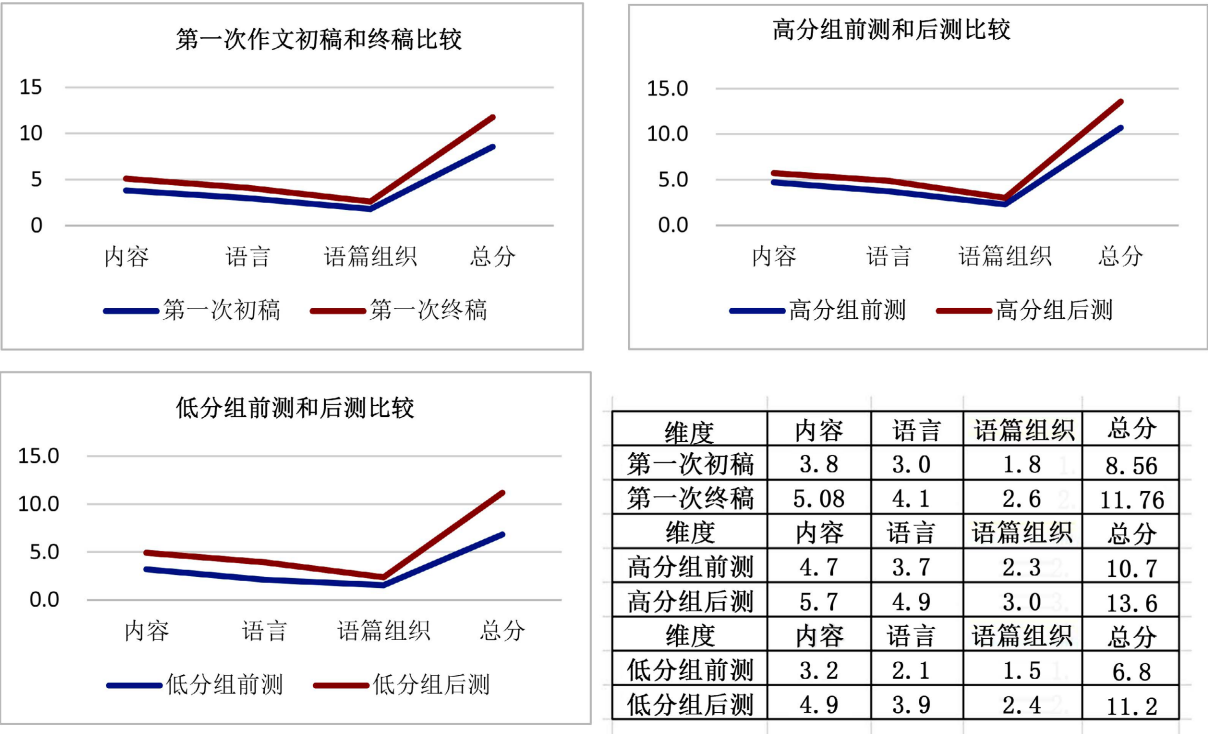 第一次作文初稿和终稿比较
15
10
5
0
内容 语言 语篇组织 总分
第一次初稿 第一次终稿
高分组前测和后测比较
15.0
10.0
5.0
0.0
内容 语言 语篇组织 总分
高分组前测 高分组后测
低分组前测和后测比较
15.0
10.0
5.0
0.0
内容 语言 语篇组织 总分
低分组前测 低分组后测
维度 内容 语言 语篇组织 总分
第一次初稿 3.8 3.0 1.8 8.56
第一次终稿 5.08 4.1 2.6 11.76
维度 内容 语言 语篇组织 总分
高分组前测 4.7 3.7 2.3 10.7
高分组后测 5.7 4.9 3.0 13.6
维度 内容 语言 语篇组织 总分
低分组前测 3.2 2.1 1.5 6.8
低分组后测 4.9 3.9 2.4 11.2